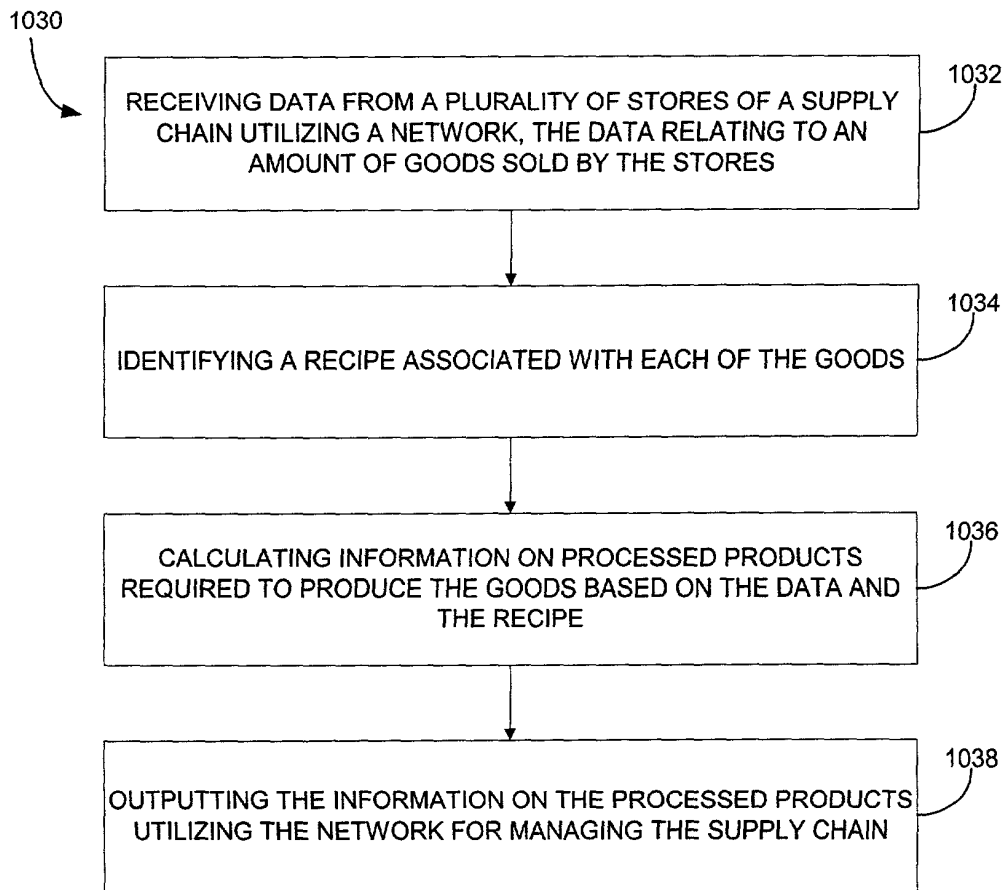 1030
1032
RECEIVING DATA FROM A PLURALITY OF STORES OF A SUPPLY
CHAIN UTILIZING A NETWORK, THE DATA RELATING TO AN
AMOUNT OF GOODS SOLD BY THE STORES
1034
IDENTIFYING A RECIPE ASSOCIATED WITH EACH OF THE GOODS
1036
CALCULATING INFORMATION ON PROCESSED PRODUCTS
REQUIRED TO PRODUCE THE GOODS BASED ON THE DATA AND
THE RECIPE
1038
OUTPUTTING THE INFORMATION ON THE PROCESSED PRODUCTS
UTILIZING THE NETWORK FOR MANAGING THE SUPPLY CHAIN